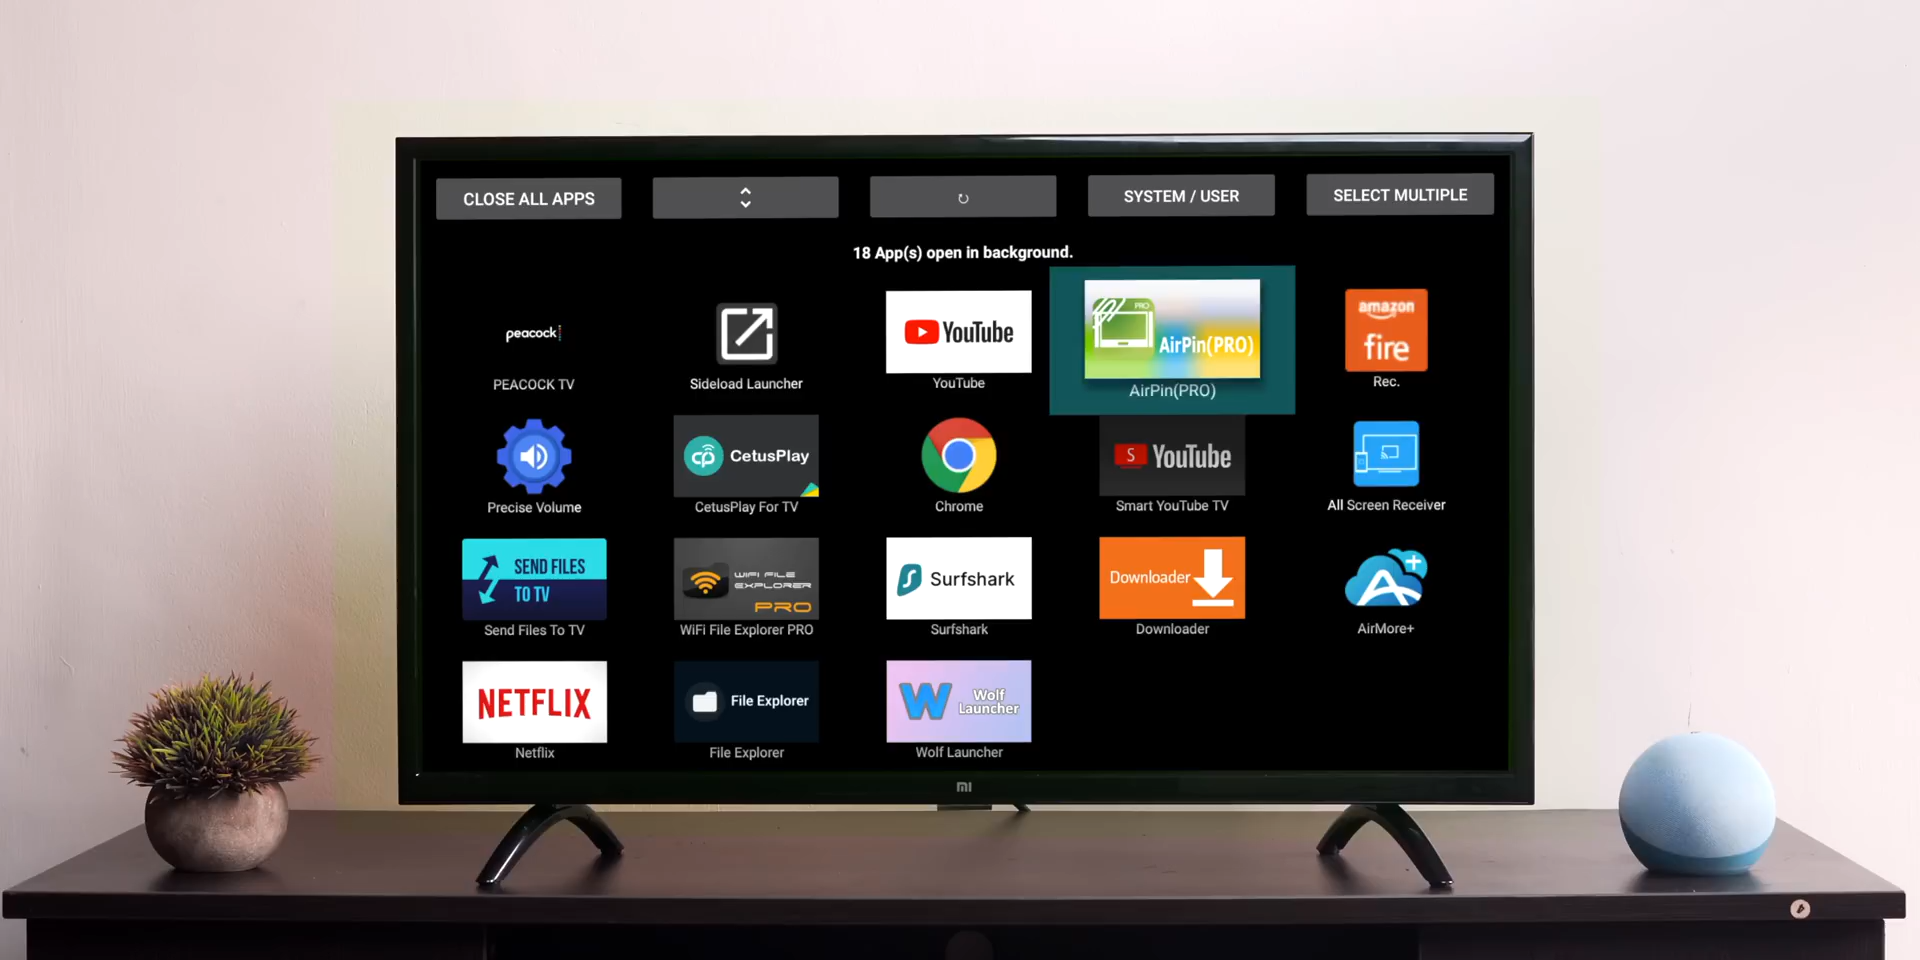 CLOSE ALL APPS
SYSTEM / USER
SELECT MULTIPLE
18 App(s) open in background.
peacock
PEACOCK TV
Sideload Launcher
YouTube
YouTube
PRO
AirPin(PRO)
AirPin(PRO)
amazon
fire
Rec.
Precise Volume
cp CetusPlay
CetusPlay For TV
Chrome
S YouTube
Smart YouTube TV
All Screen Receiver
SEND FILES
TO TV
Send Files To TV
WIFI FILE
EXPLORER
PRO
WiFi File Explorer PRO
Surfshark
Surfshark
Downloader
Downloader
AirMore+
NETFLIX
Netflix
File Explorer
File Explorer
W Wolf
Launcher
Wolf Launcher
mi